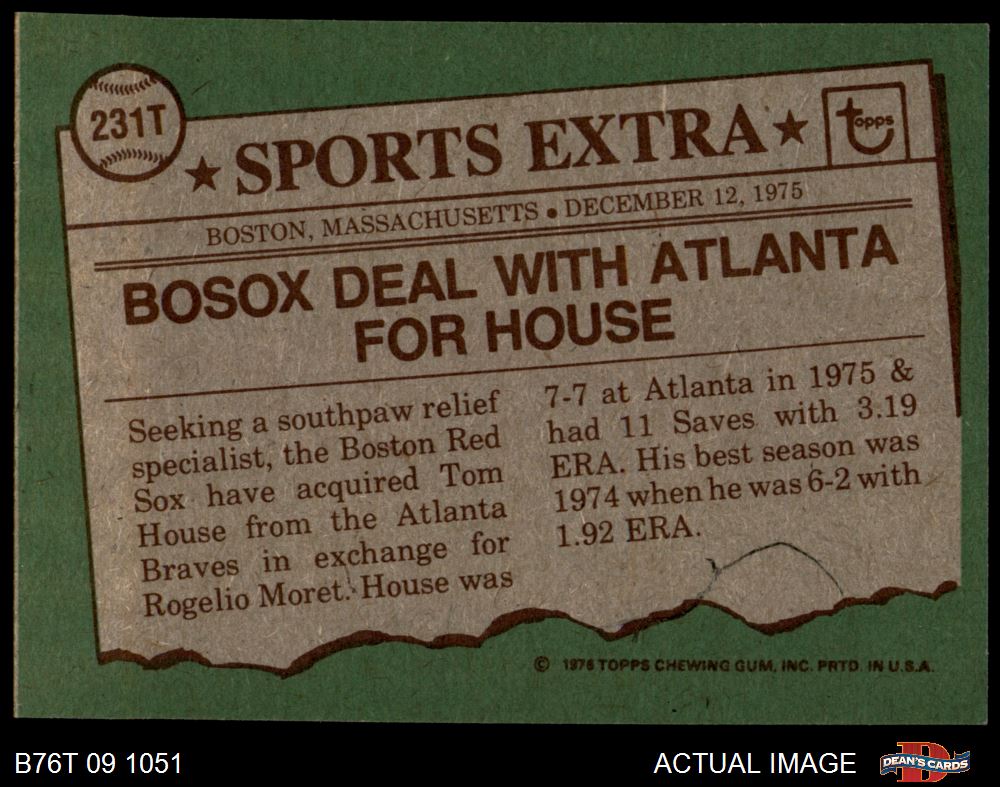 231T
★ SPORTS EXTRA ★
topps
BOSTON, MASSACHUSETTS • DECEMBER 12, 1975
BOSOX DEAL WITH ATLANTA
FOR HOUSE
Seeking a southpaw relief
specialist, the Boston Red
Sox have acquired Tom
House from the Atlanta
Braves in exchange for
Rogelio Moret. House was
7-7 at Atlanta in 1975 &
had 11 Saves with 3.19
ERA. His best season was
1974 when he was 6-2 with
1.92 ERA.
© 1976 TOPPS CHEWING GUM, INC. PRTD. IN U.S.A.
B76T 09 1051
ACTUAL IMAGE
DEAN'S CARDS